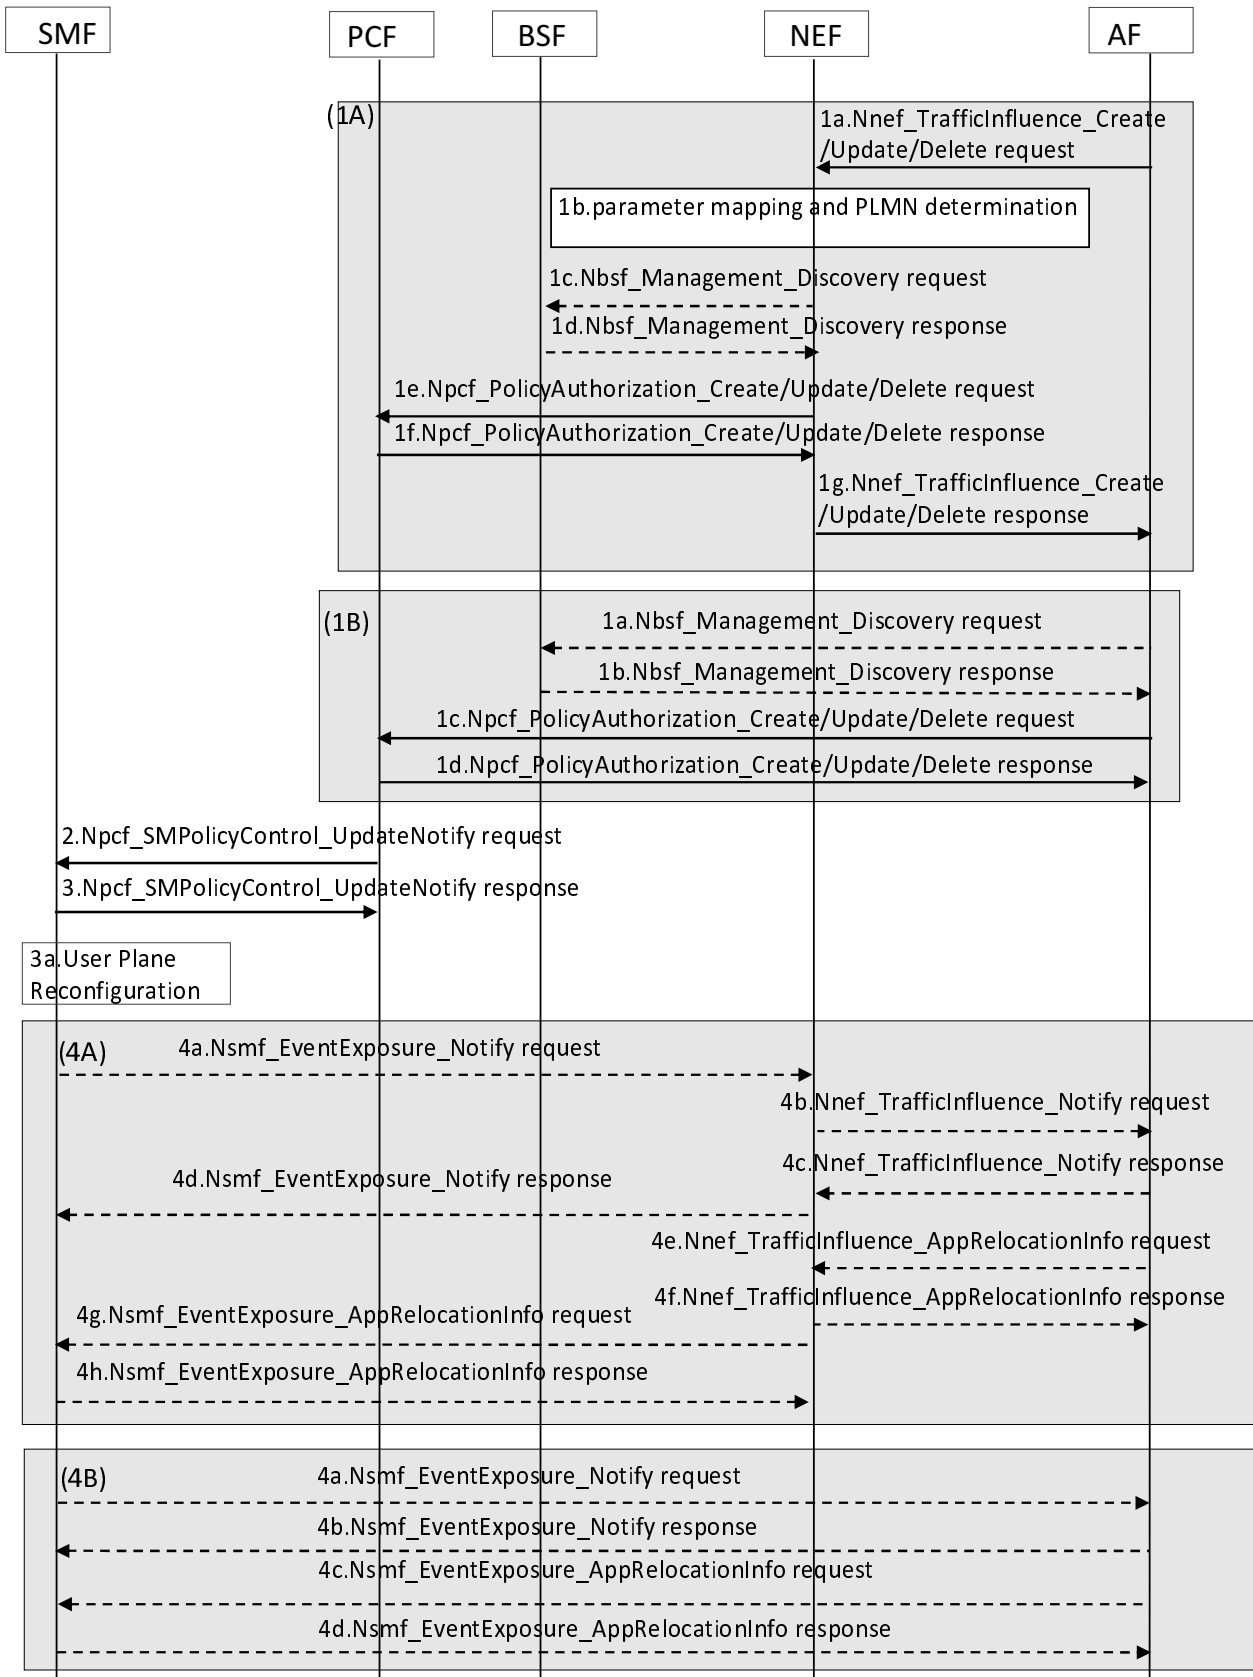 SMF
PCF
BSF
NEF
AF
(1A)
1a.Nnef_TrafficInfluence_Create
/Update/Delete request
1b.parameter mapping and PLMN determination
1c.Nbsf_Management_Discovery request
1d.Nbsf_Management_Discovery response
1e.Npcf_PolicyAuthorization_Create/Update/Delete request
1f.Npcf_PolicyAuthorization_Create/Update/Delete response
1g.Nnef_TrafficInfluence_Create
/Update/Delete response
(1B)
1a.Nbsf_Management_Discovery request
1b.Nbsf_Management_Discovery response
1c.Npcf_PolicyAuthorization_Create/Update/Delete request
1d.Npcf_PolicyAuthorization_Create/Update/Delete response
2.Npcf_SMPolicyControl_UpdateNotify request
3.Npcf_SMPolicyControl_UpdateNotify response
3a.User Plane
Reconfiguration
(4A)
4a.Nsmf_EventExposure_Notify request
4b.Nnef_TrafficInfluence_Notify request
4c.Nnef_TrafficInfluence_Notify response
4d.Nsmf_EventExposure_Notify response
4e.Nnef_TrafficInfluence_AppRelocationInfo request
4f.Nnef_TrafficInfluence_AppRelocationInfo response
4g.Nsmf_EventExposure_AppRelocationInfo request
4h.Nsmf_EventExposure_AppRelocationInfo response
(4B)
4a.Nsmf_EventExposure_Notify request
4b.Nsmf_EventExposure_Notify response
4c.Nsmf_EventExposure_AppRelocationInfo request
4d.Nsmf_EventExposure_AppRelocationInfo response